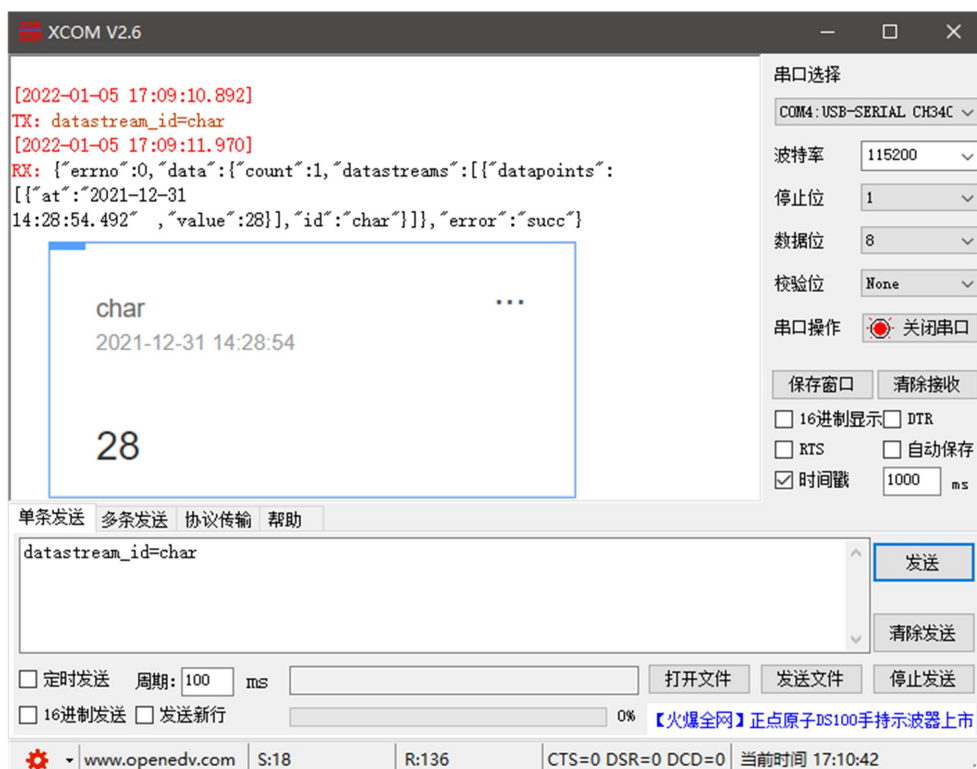 XCOM V2.6
[2022-01-05 17:09:10.892]
TX: datastream_id=char
[2022-01-05 17:09:11.970]
RX: {"errno":0,"data":{"count":1,"datastreams":[{"datapoints":
[{"at":"2021-12-31
14:28:54.492" ,"value":28}],"id":"char"}]},"error":"succ"}
char
...
2021-12-31 14:28:54
28
串口选择
COM4:USB-SERIAL CH340
波特率 115200
停止位 1
数据位 8
校验位 None
串口操作 关闭串口
保存窗口 清除接收
16进制显示 DTR
RTS 自动保存
时间戳 1000 ms
单条发送 多条发送 协议传输 帮助
datastream_id=char
发送
清除发送
定时发送 周期: 100 ms 打开文件 发送文件 停止发送
16进制发送 发送新行 0% 【火爆全网】正点原子DS100手持示波器上市
www.openedv.com S:18 R:136 CTS=0 DSR=0 DCD=0 当前时间 17:10:42